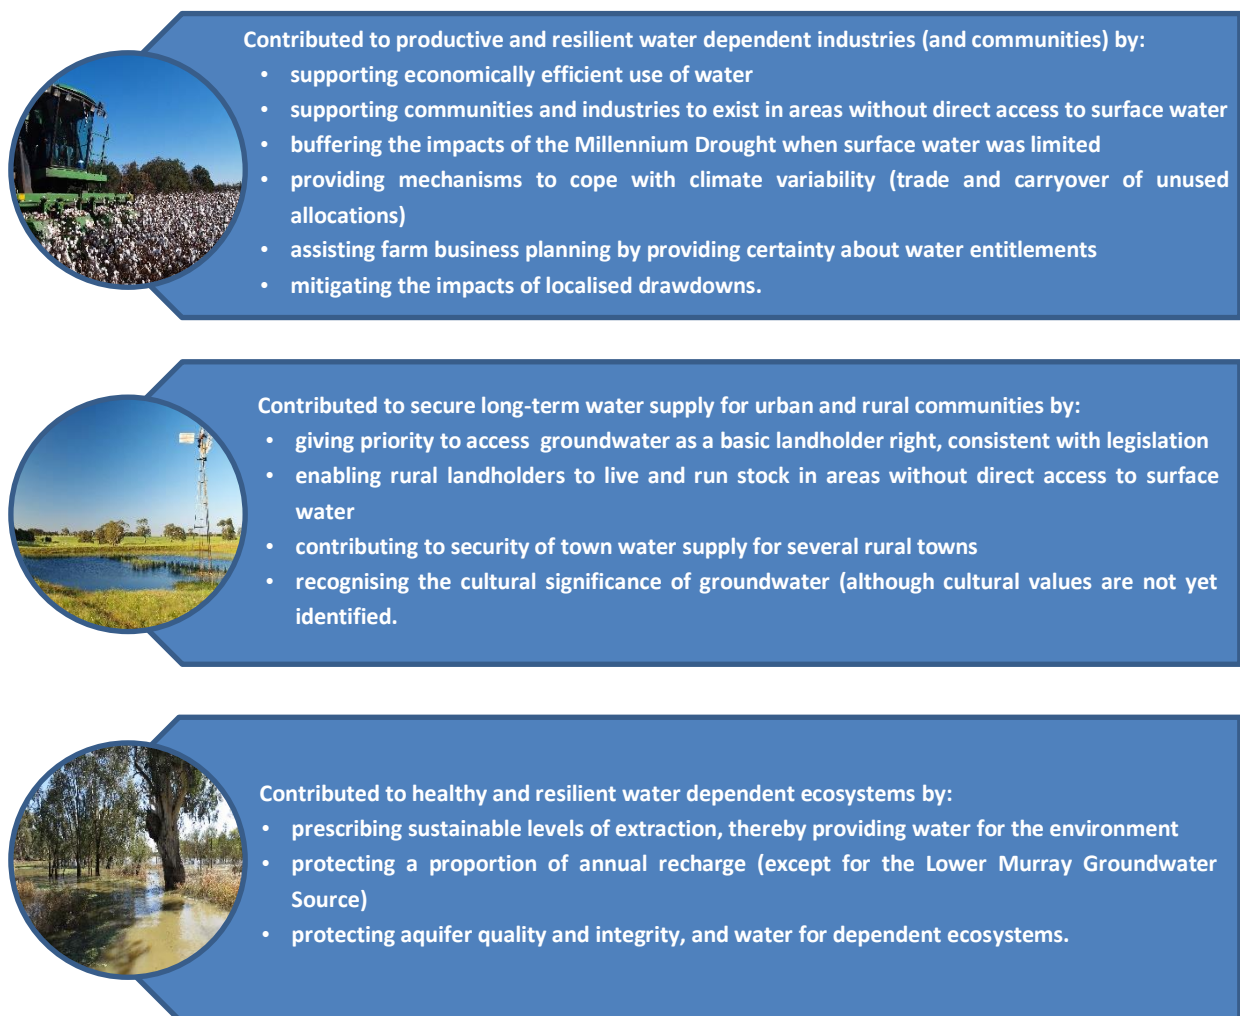 Contributed to productive and resilient water dependent industries (and communities) by:
• supporting economically efficient use of water
• supporting communities and industries to exist in areas without direct access to surface water
• buffering the impacts of the Millennium Drought when surface water was limited
• providing mechanisms to cope with climate variability (trade and carryover of unused
allocations)
• assisting farm business planning by providing certainty about water entitlements
• mitigating the impacts of localised drawdowns.
Contributed to secure long-term water supply for urban and rural communities by:
• giving priority to access groundwater as a basic landholder right, consistent with legislation
• enabling rural landholders to live and run stock in areas without direct access to surface
water
• contributing to security of town water supply for several rural towns
• recognising the cultural significance of groundwater (although cultural values are not yet
identified.
Contributed to healthy and resilient water dependent ecosystems by:
• prescribing sustainable levels of extraction, thereby providing water for the environment
• protecting a proportion of annual recharge (except for the Lower Murray Groundwater
Source)
• protecting aquifer quality and integrity, and water for dependent ecosystems.